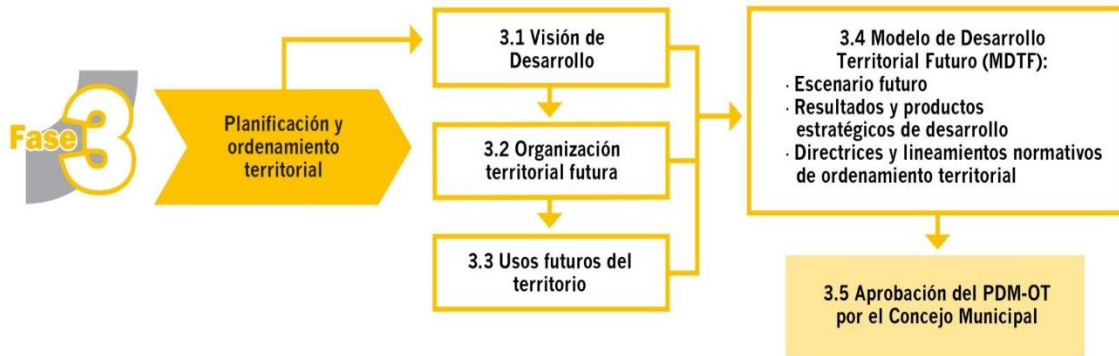 Fase 3
Planificación y
ordenamiento
territorial
3.1 Visión de
Desarrollo
3.2 Organización
territorial futura
3.3 Usos futuros del
territorio
3.4 Modelo de Desarrollo
Territorial Futuro (MDTF):
· Escenario futuro
· Resultados y productos
estratégicos de desarrollo
· Directrices y lineamientos normativos
de ordenamiento territorial
3.5 Aprobación del PDM-OT
por el Concejo Municipal